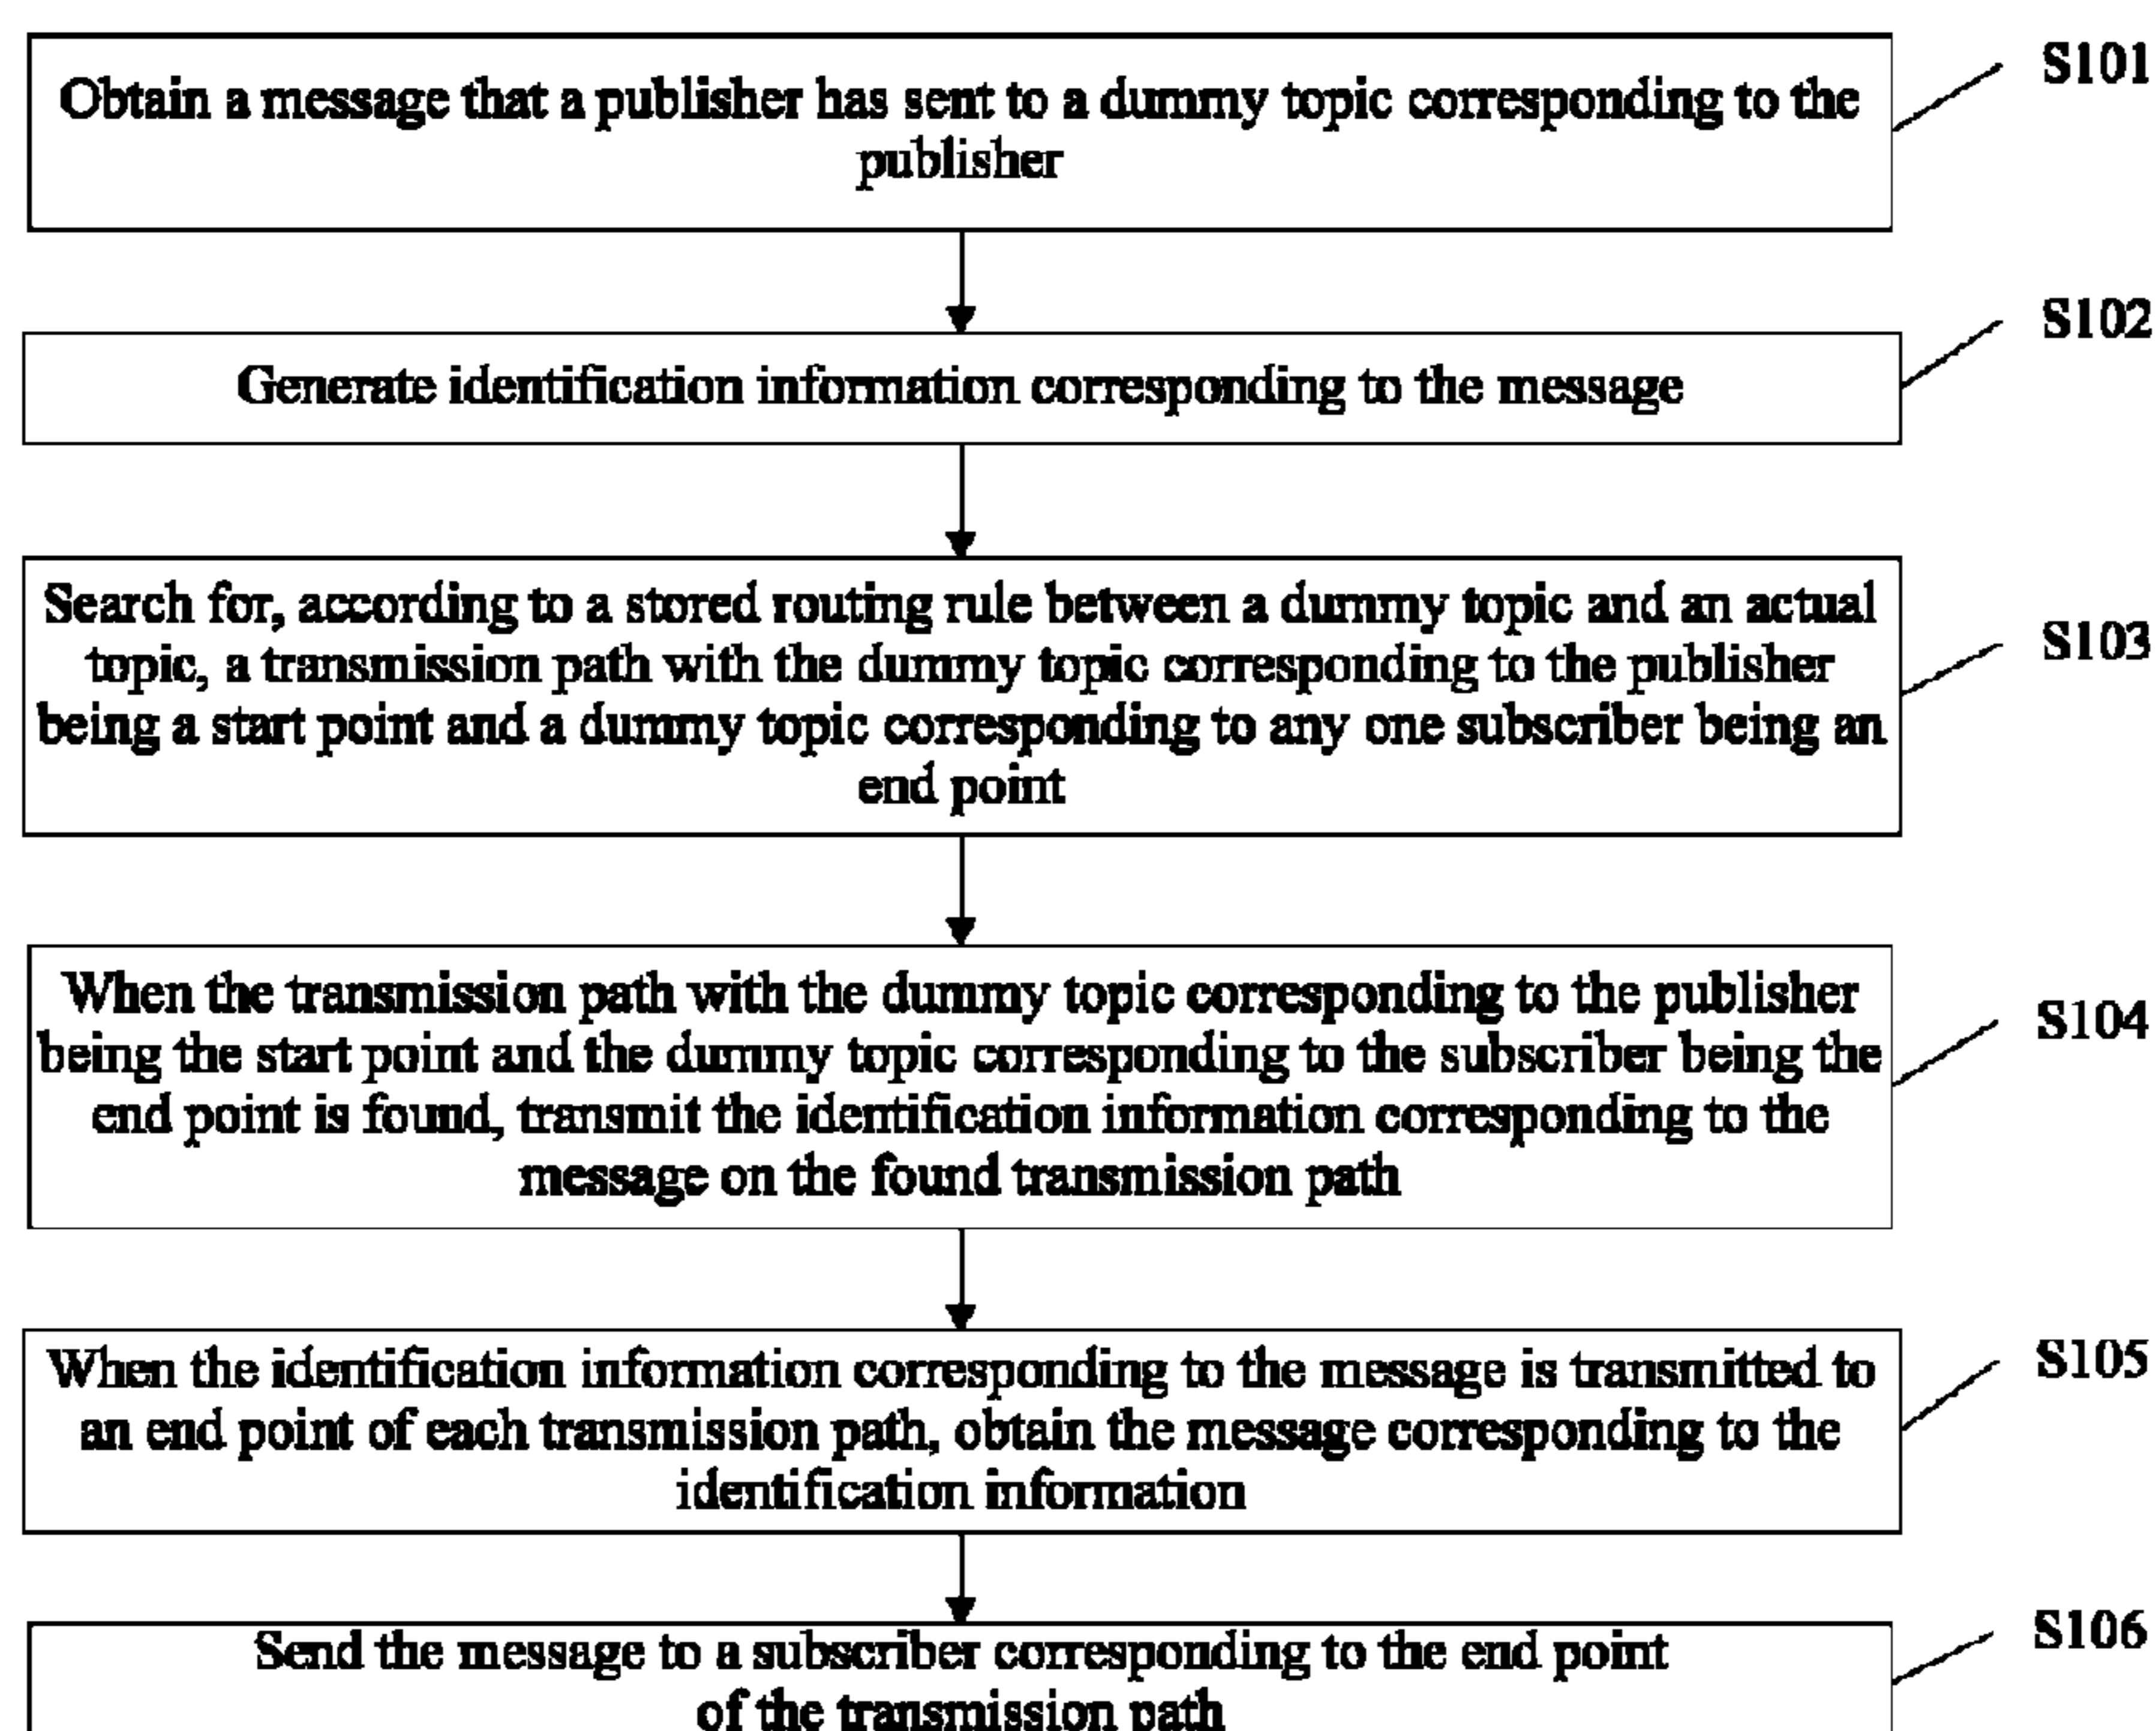 Obtain a message that a publisher has sent to a dummy topic corresponding to the
publisher
S101
Generate identification information corresponding to the message
S102
Search for, according to a stored routing rule between a dummy topic and an actual
topic, a transmission path with the dummy topic corresponding to the publisher
being a start point and a dummy topic corresponding to any one subscriber being an
end point
S103
When the transmission path with the dummy topic corresponding to the publisher
being the start point and the dummy topic corresponding to the subscriber being the
end point is found, transmit the identification information corresponding to the
message on the found transmission path
S104
When the identification information corresponding to the message is transmitted to
an end point of each transmission path, obtain the message corresponding to the
identification information
S105
Send the message to a subscriber corresponding to the end point
of the transmission path
S106